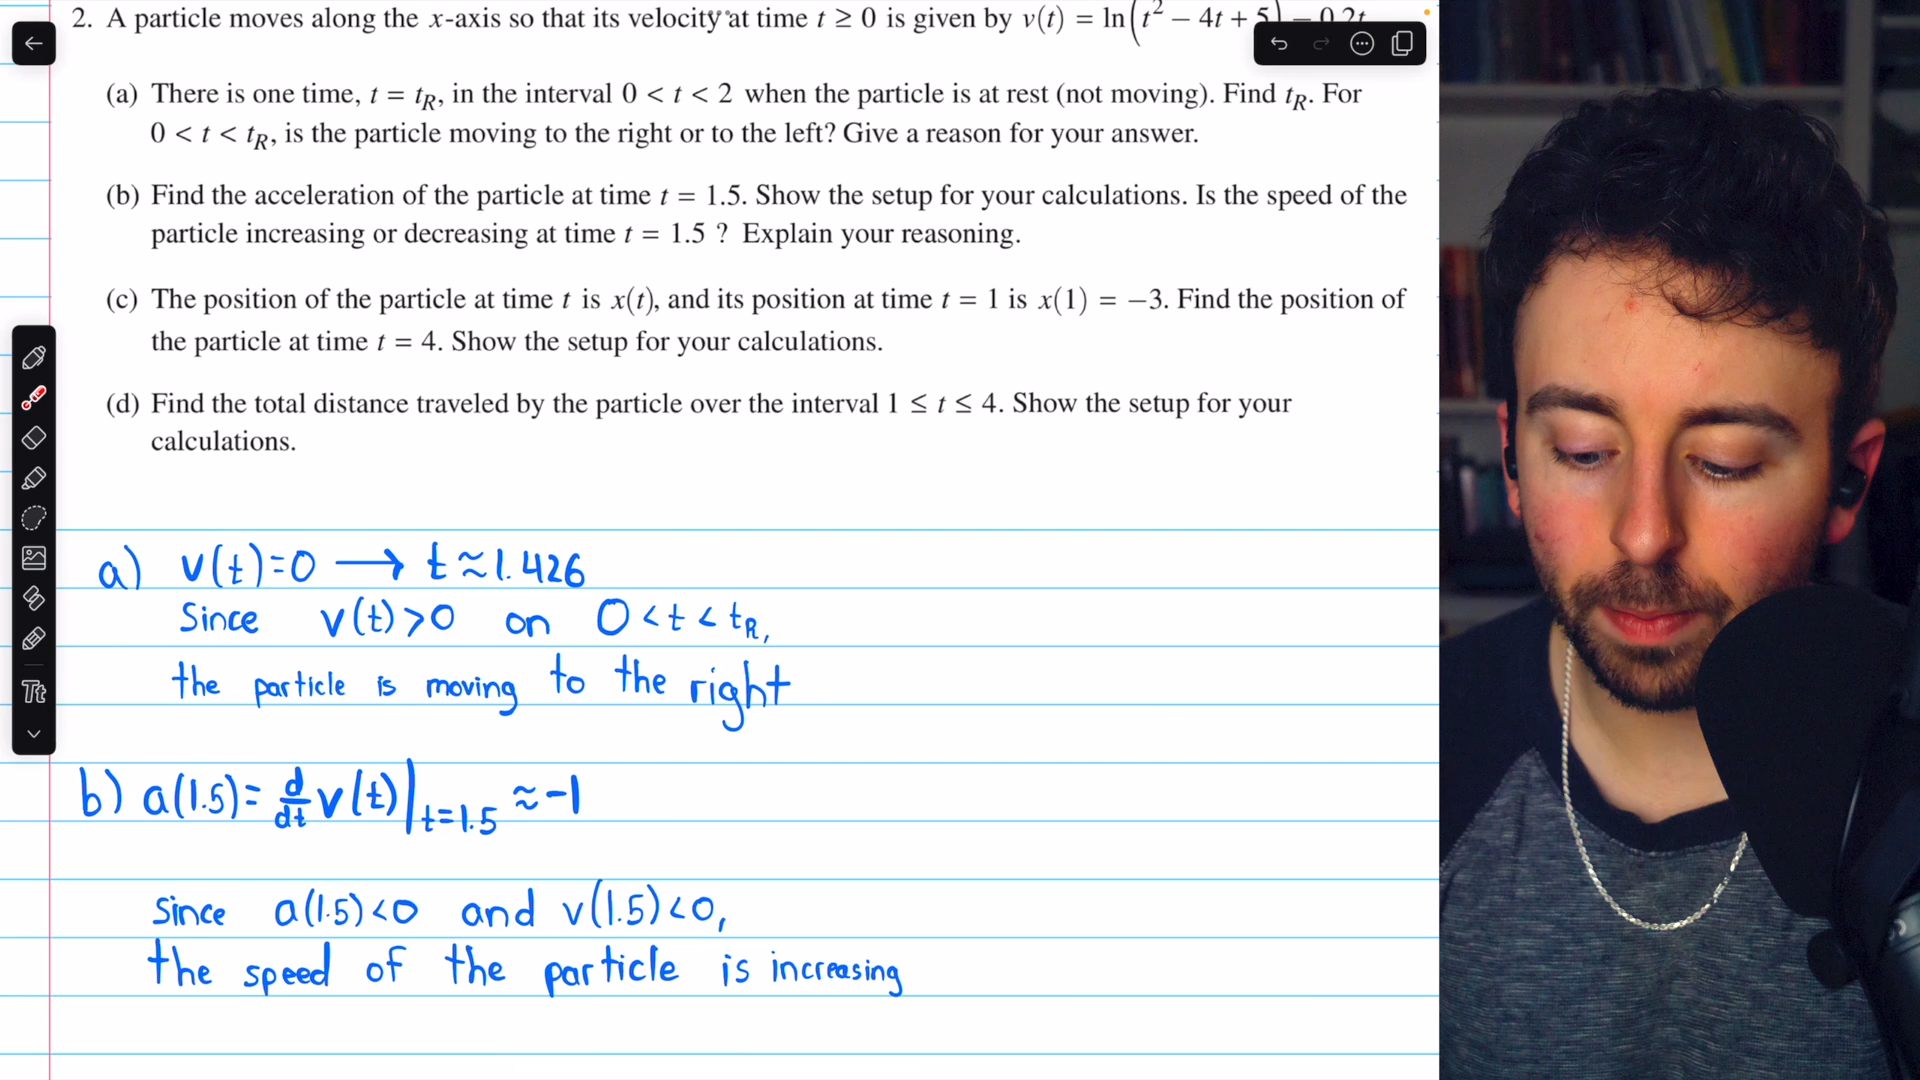 2. A particle moves along the x-axis so that its velocity at time t ≥ 0 is given by v(t) = ln(t² − 4t + 5) − 0.2t
(a) There is one time, t = t_R, in the interval 0 < t < 2 when the particle is at rest (not moving). Find t_R. For
0 < t < t_R, is the particle moving to the right or to the left? Give a reason for your answer.
(b) Find the acceleration of the particle at time t = 1.5. Show the setup for your calculations. Is the speed of the
particle increasing or decreasing at time t = 1.5 ? Explain your reasoning.
(c) The position of the particle at time t is x(t), and its position at time t = 1 is x(1) = −3. Find the position of
the particle at time t = 4. Show the setup for your calculations.
(d) Find the total distance traveled by the particle over the interval 1 ≤ t ≤ 4. Show the setup for your
calculations.
Tt
a) v(t)=0 ⟶ t≈1.426
Since v(t)>0 on 0<t<t_R,
the particle is moving to the right
b) a(1.5)= d/dt v(t)|_t=1.5 ≈-1
Since a(1.5)<0 and v(1.5)<0,
the speed of the particle is increasing